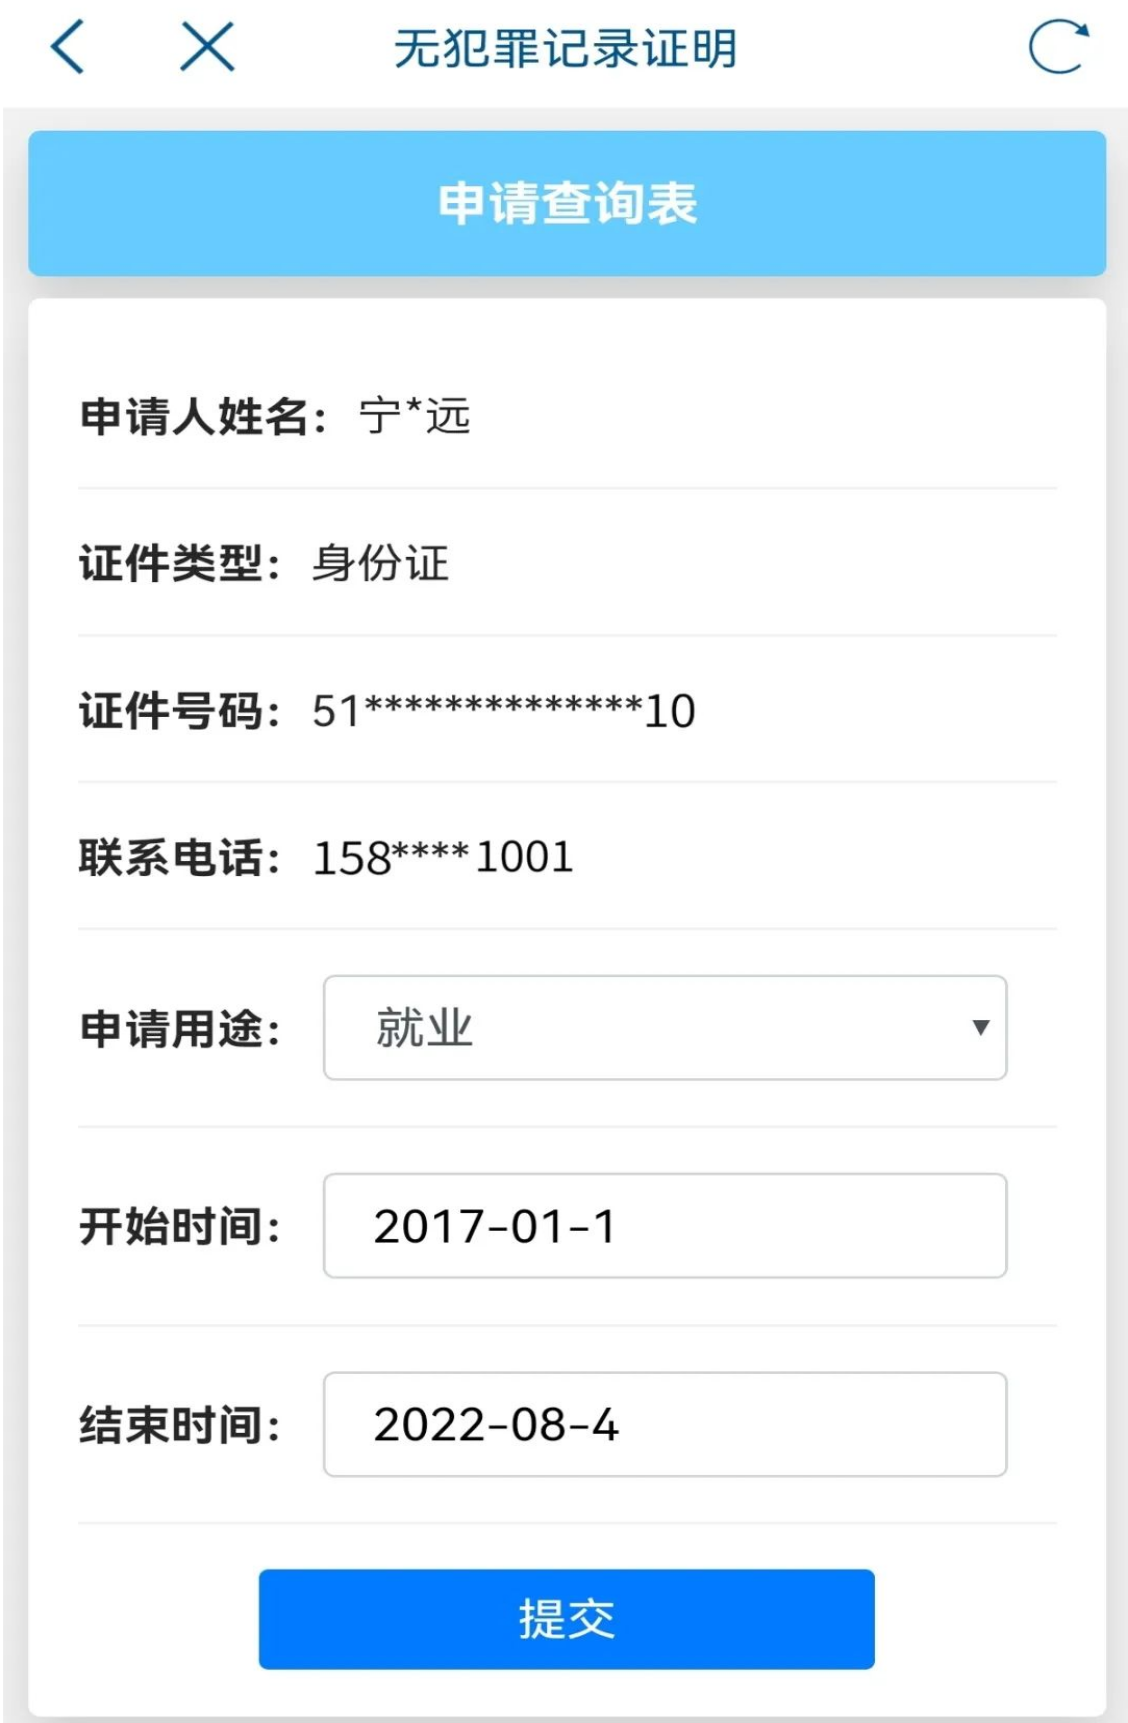 无犯罪记录证明
申请查询表
申请人姓名： 宁*远
证件类型： 身份证
证件号码： 51**************10
联系电话： 158****1001
申请用途： 就业
开始时间： 2017-01-1
结束时间： 2022-08-4
提交